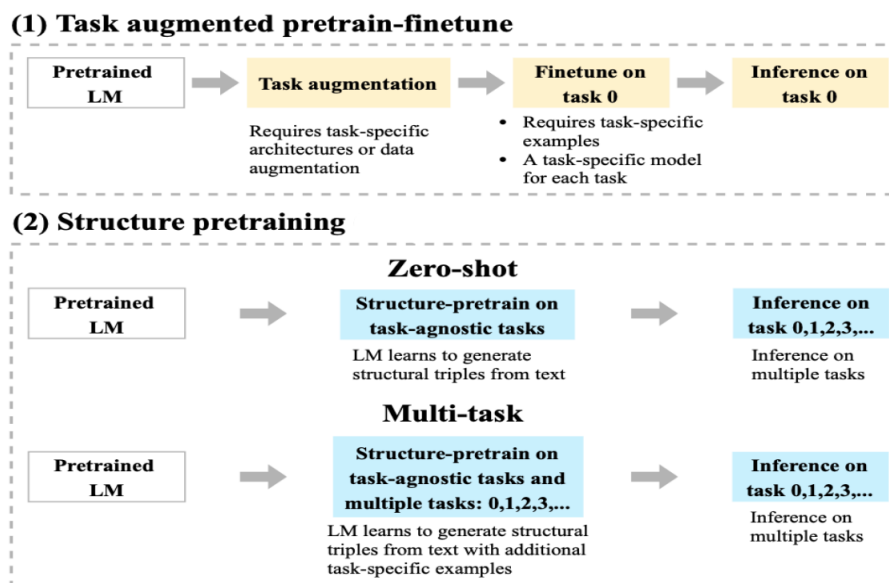 (1) Task augmented pretrain-finetune
Pretrained
LM
Task augmentation
Finetune on
task 0
Inference on
task 0
Requires task-specific
architectures or data
augmentation
• Requires task-specific
examples
• A task-specific model
for each task
(2) Structure pretraining
Zero-shot
Pretrained
LM
Structure-pretrain on
task-agnostic tasks
Inference on
task 0,1,2,3,...
LM learns to generate
structural triples from text
Inference on
multiple tasks
Multi-task
Pretrained
LM
Structure-pretrain on
task-agnostic tasks and
multiple tasks: 0,1,2,3,...
Inference on
task 0,1,2,3,...
LM learns to generate structural
triples from text with additional
task-specific examples
Inference on
multiple tasks